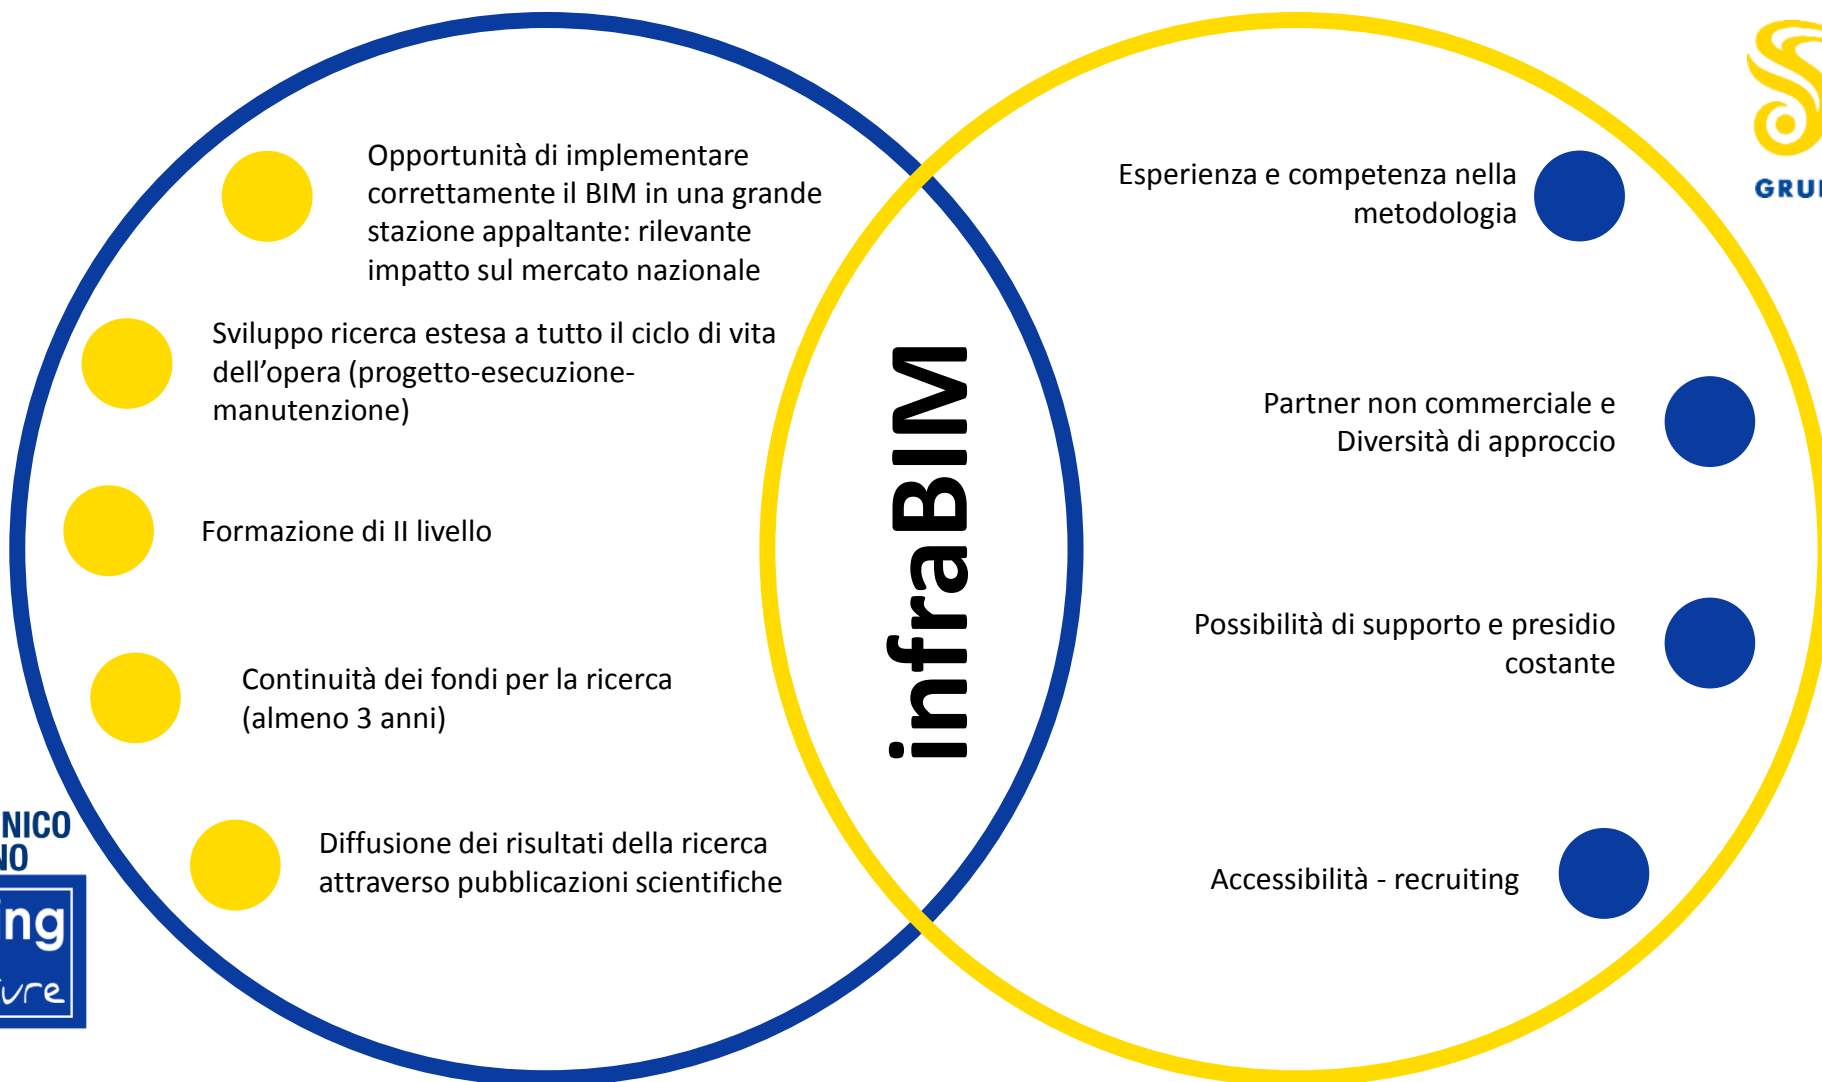 Opportunità di implementare
correttamente il BIM in una grande
stazione appaltante: rilevante
impatto sul mercato nazionale
Sviluppo ricerca estesa a tutto il ciclo di vita
dell’opera (progetto-esecuzione-
manutenzione)
Formazione di II livello
Continuità dei fondi per la ricerca
(almeno 3 anni)
Diffusione dei risultati della ricerca
attraverso pubblicazioni scientifiche
infraBIM
Esperienza e competenza nella
metodologia
Partner non commerciale e
Diversità di approccio
Possibilità di supporto e presidio
costante
Accessibilità - recruiting